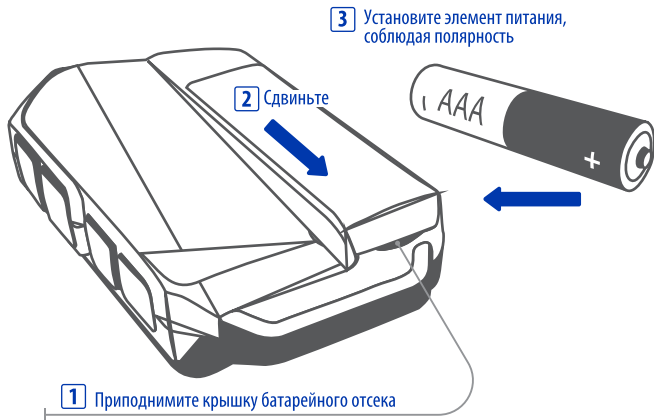 3 Установите элемент питания,
соблюдая полярность
2 Сдвиньте
AAA
+
1 Приподнимите крышку батарейного отсека